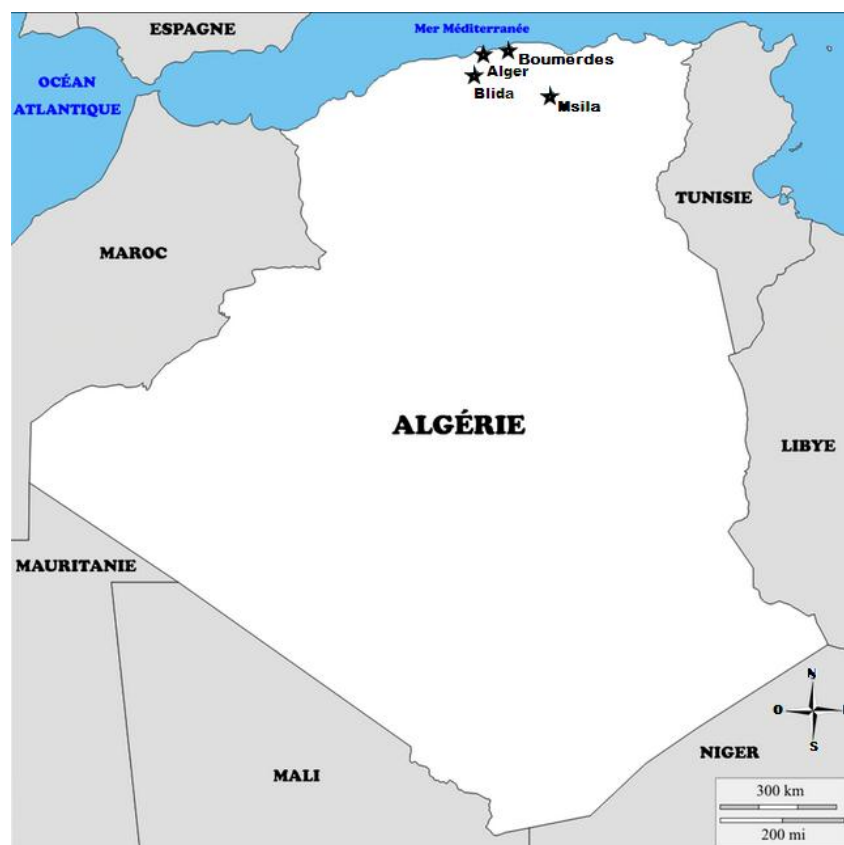 ESPAGNE
Mer Méditerranée
OCÉAN
ATLANTIQUE
Boumerdes
Alger
Blida
Msila
TUNISIE
MAROC
ALGÉRIE
LIBYE
MAURITANIE
N
O
S
NIGER
MALI
300 km
200 mi